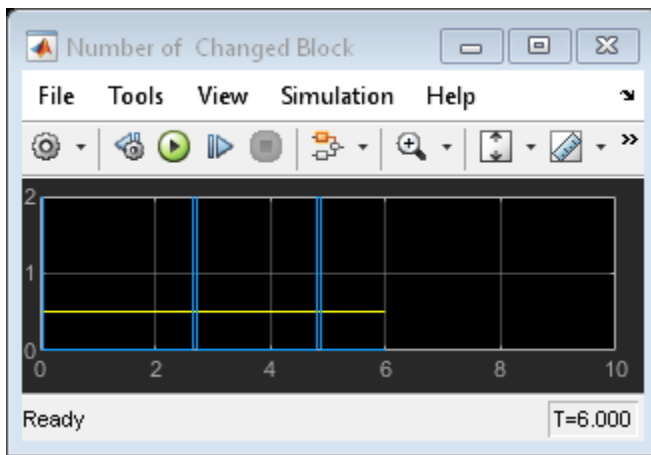 Number of Changed Block
File Tools View Simulation Help
»
2
1
0
0 2 4 6 8 10
Ready T=6.000